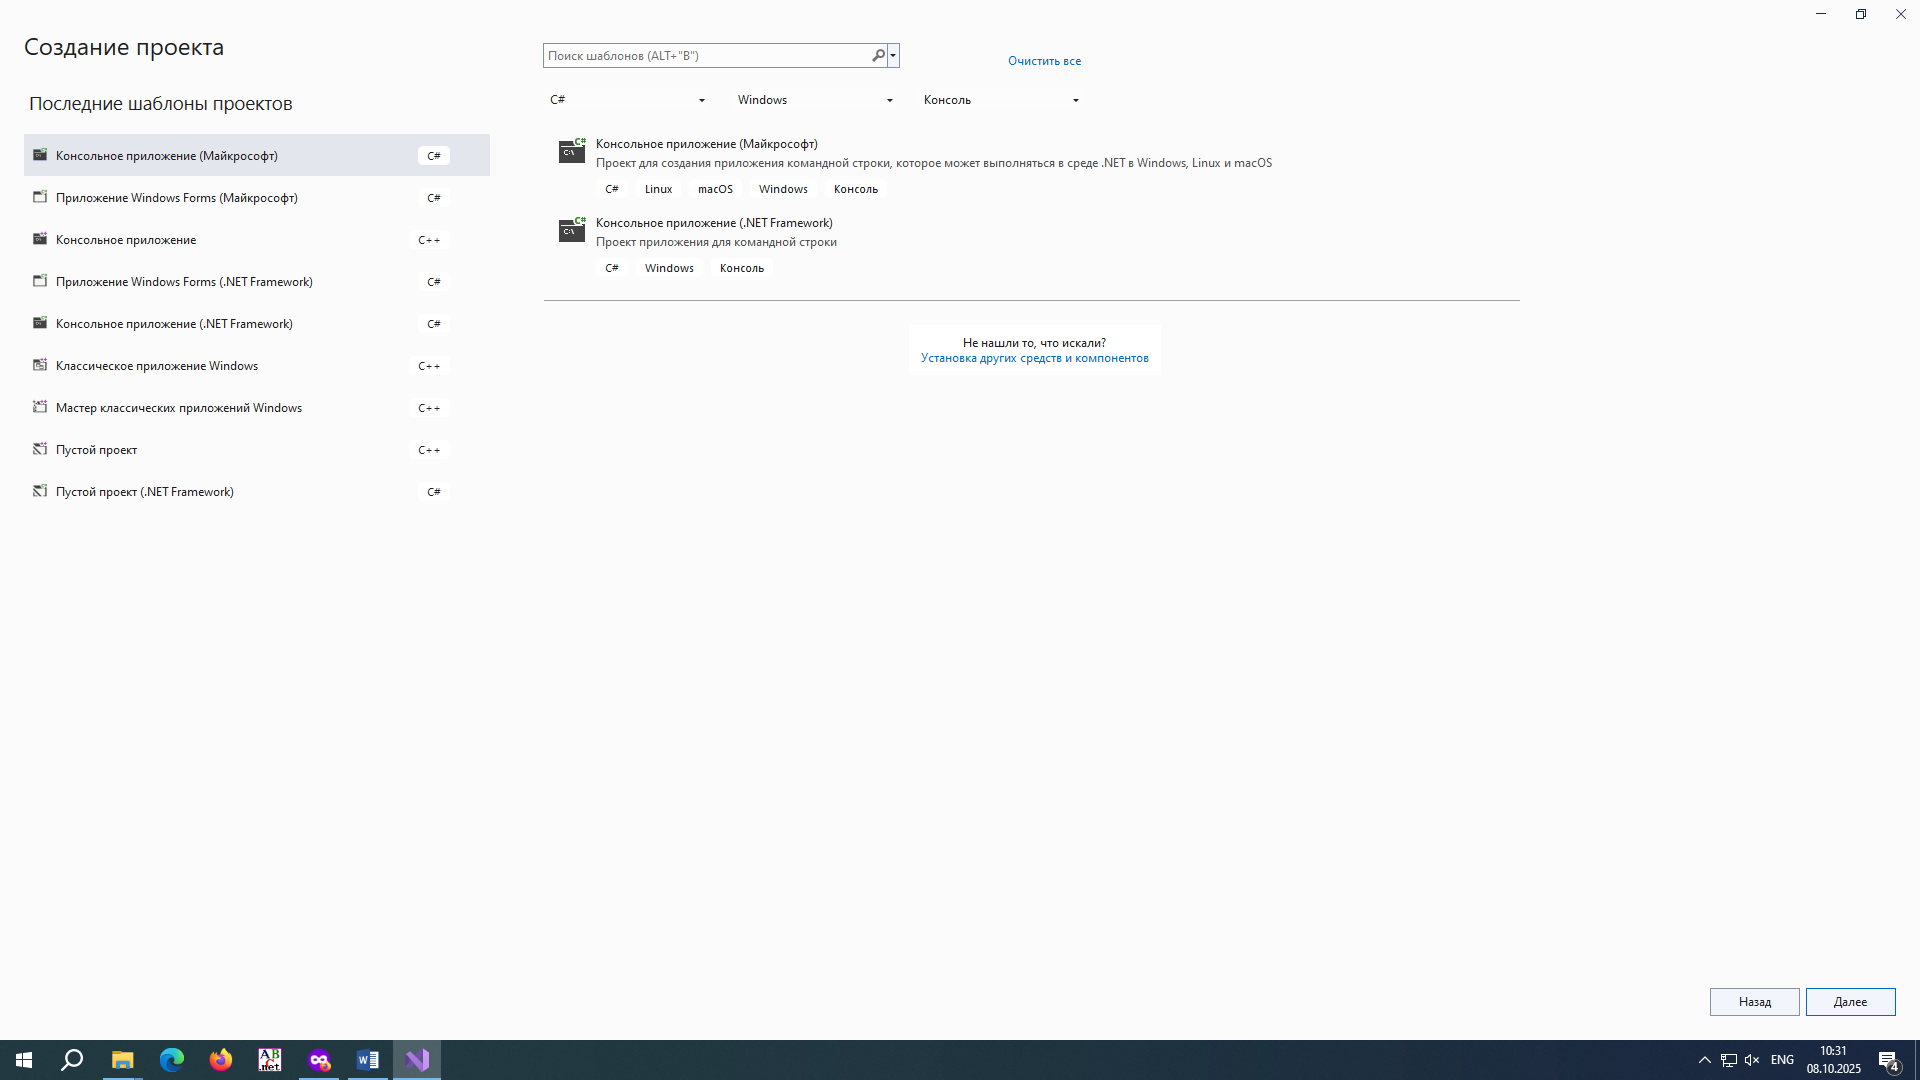 Создание проекта
Последние шаблоны проектов
Консольное приложение (Майкрософт) C#
Приложение Windows Forms (Майкрософт) C#
Консольное приложение C++
Приложение Windows Forms (.NET Framework) C#
Консольное приложение (.NET Framework) C#
Классическое приложение Windows C++
Мастер классических приложений Windows C++
Пустой проект C++
Пустой проект (.NET Framework) C#
Поиск шаблонов (ALT+"B")
Очистить все
C# Windows Консоль
Консольное приложение (Майкрософт)
Проект для создания приложения командной строки, которое может выполняться в среде .NET в Windows, Linux и macOS
C# Linux macOS Windows Консоль
Консольное приложение (.NET Framework)
Проект приложения для командной строки
C# Windows Консоль
Не нашли то, что искали?
Установка других средств и компонентов
Назад Далее
ENG
10:31
08.10.2025
4